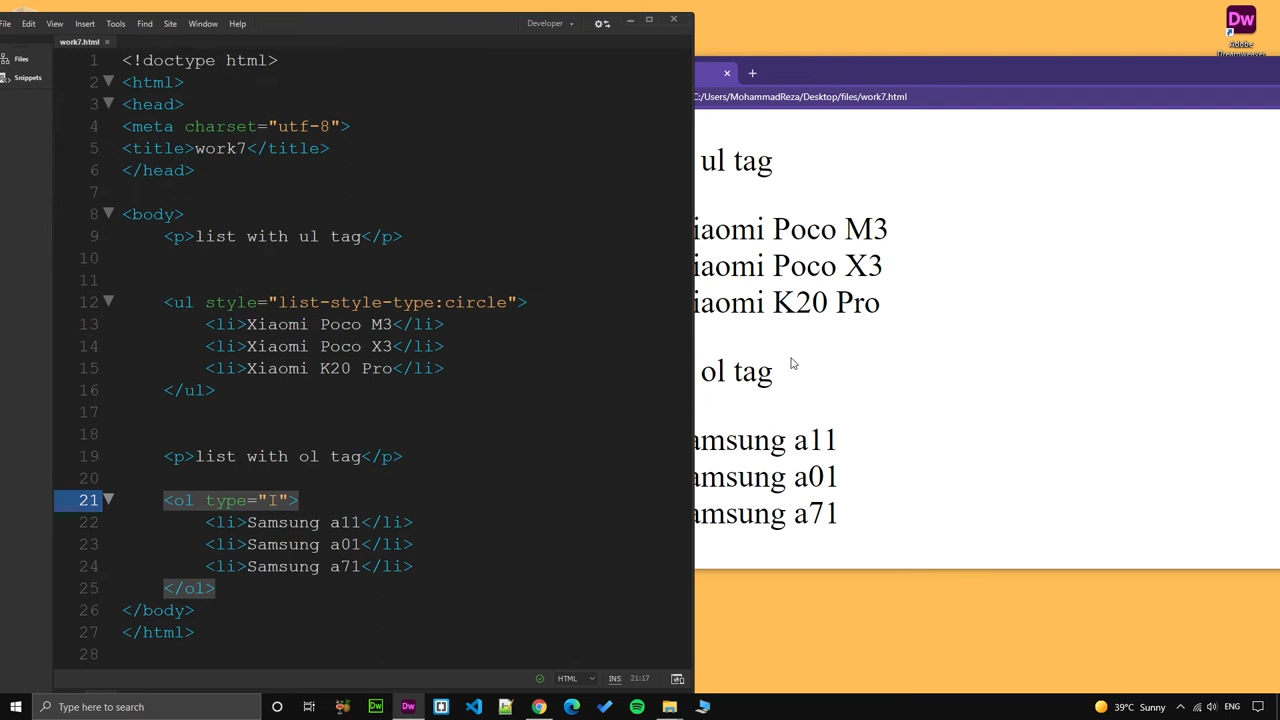 File Edit View Insert Tools Find Site Window Help
Developer
work7.html
Files
Snippets
1 <!doctype html>
2 <html>
3 <head>
4 <meta charset="utf-8">
5 <title>work7</title>
6 </head>
7
8 <body>
9 <p>list with ul tag</p>
10
11
12 <ul style="list-style-type:circle">
13 <li>Xiaomi Poco M3</li>
14 <li>Xiaomi Poco X3</li>
15 <li>Xiaomi K20 Pro</li>
16 </ul>
17
18
19 <p>list with ol tag</p>
20
21 <ol type="I">
22 <li>Samsung a11</li>
23 <li>Samsung a01</li>
24 <li>Samsung a71</li>
25 </ol>
26 </body>
27 </html>
28
HTML INS 21:17
Dw
Adobe
Dreamweaver
C:/Users/MohammadReza/Desktop/files/work7.html
ul tag
iaomi Poco M3
iaomi Poco X3
iaomi K20 Pro
ol tag
amsung a11
amsung a01
amsung a71
Type here to search
Dw
Dw
39°C Sunny
ENG